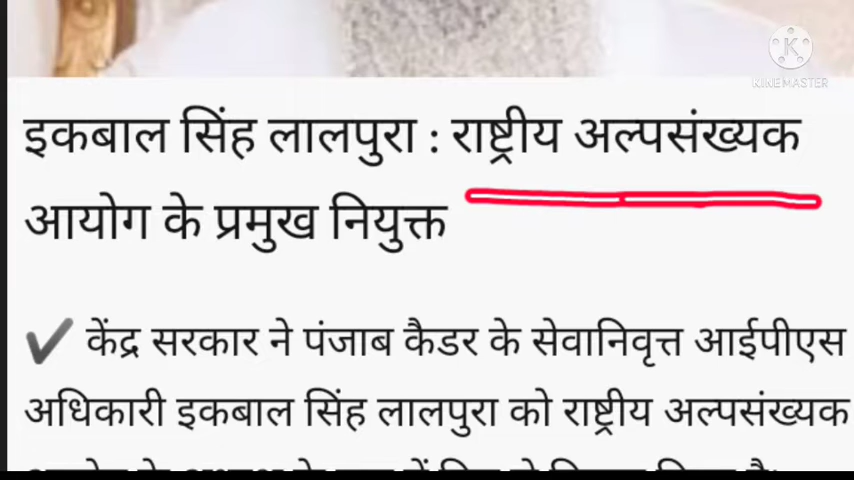 KINEMASTER
इकबाल सिंह लालपुरा : राष्ट्रीय अल्पसंख्यक
आयोग के प्रमुख नियुक्त
✔ केंद्र सरकार ने पंजाब कैडर के सेवानिवृत्त आईपीएस
अधिकारी इकबाल सिंह लालपुरा को राष्ट्रीय अल्पसंख्यक